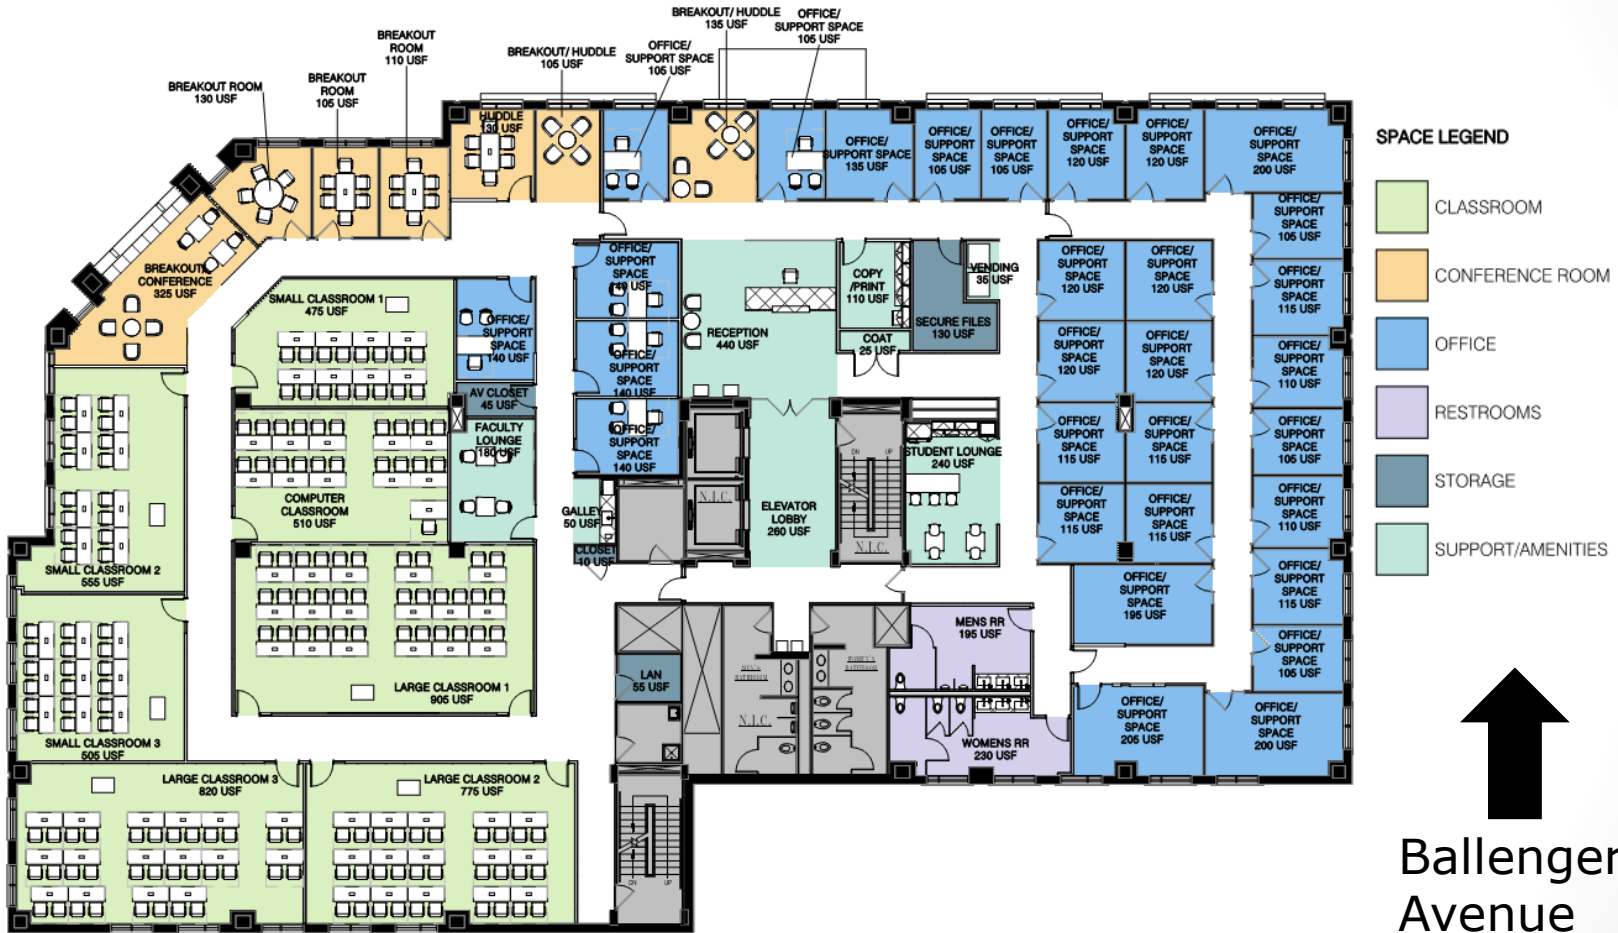 BREAKOUT/ HUDDLE
135 USF
OFFICE/
SUPPORT SPACE
105 USF
BREAKOUT
ROOM
110 USF
BREAKOUT/ HUDDLE
105 USF
OFFICE/
SUPPORT SPACE
105 USF
BREAKOUT ROOM
130 USF
BREAKOUT
ROOM
105 USF
HUDDLE
130 USF
OFFICE/
SUPPORT SPACE
135 USF
OFFICE/
SUPPORT
SPACE
105 USF
OFFICE/
SUPPORT
SPACE
105 USF
OFFICE/
SUPPORT
SPACE
120 USF
OFFICE/
SUPPORT
SPACE
120 USF
OFFICE/
SUPPORT
SPACE
200 USF
BREAKOUT/
CONFERENCE
325 USF
SMALL CLASSROOM 1
475 USF
OFFICE/
SUPPORT
SPACE
140 USF
OFFICE/
SUPPORT
SPACE
140 USF
OFFICE/
SUPPORT
SPACE
140 USF
OFFICE/
SUPPORT
SPACE
140 USF
RECEPTION
440 USF
COPY
/PRINT
110 USF
COAT
25 USF
SECURE FILES
130 USF
VENDING
35 USF
OFFICE/
SUPPORT
SPACE
120 USF
OFFICE/
SUPPORT
SPACE
120 USF
OFFICE/
SUPPORT
SPACE
105 USF
OFFICE/
SUPPORT
SPACE
115 USF
OFFICE/
SUPPORT
SPACE
120 USF
OFFICE/
SUPPORT
SPACE
120 USF
OFFICE/
SUPPORT
SPACE
110 USF
AV CLOSET
45 USF
FACULTY
LOUNGE
180 USF
COMPUTER
CLASSROOM
510 USF
GALLEY
50 USF
CLOSET
10 USF
N.I.C.
ELEVATOR
LOBBY
260 USF
DN
UP
N.I.C.
STUDENT LOUNGE
240 USF
OFFICE/
SUPPORT
SPACE
115 USF
OFFICE/
SUPPORT
SPACE
115 USF
OFFICE/
SUPPORT
SPACE
105 USF
OFFICE/
SUPPORT
SPACE
115 USF
OFFICE/
SUPPORT
SPACE
115 USF
OFFICE/
SUPPORT
SPACE
110 USF
OFFICE/
SUPPORT
SPACE
195 USF
OFFICE/
SUPPORT
SPACE
115 USF
OFFICE/
SUPPORT
SPACE
105 USF
SMALL CLASSROOM 2
555 USF
LARGE CLASSROOM 1
905 USF
SMALL CLASSROOM 3
505 USF
LAN
55 USF
MEN'S
BATHROOM
N.I.C.
WOMEN'S
BATHROOM
MENS RR
195 USF
WOMENS RR
230 USF
OFFICE/
SUPPORT
SPACE
205 USF
OFFICE/
SUPPORT
SPACE
200 USF
LARGE CLASSROOM 3
820 USF
LARGE CLASSROOM 2
775 USF
DN
UP
SPACE LEGEND
CLASSROOM
CONFERENCE ROOM
OFFICE
RESTROOMS
STORAGE
SUPPORT/AMENITIES
Ballenger
Avenue